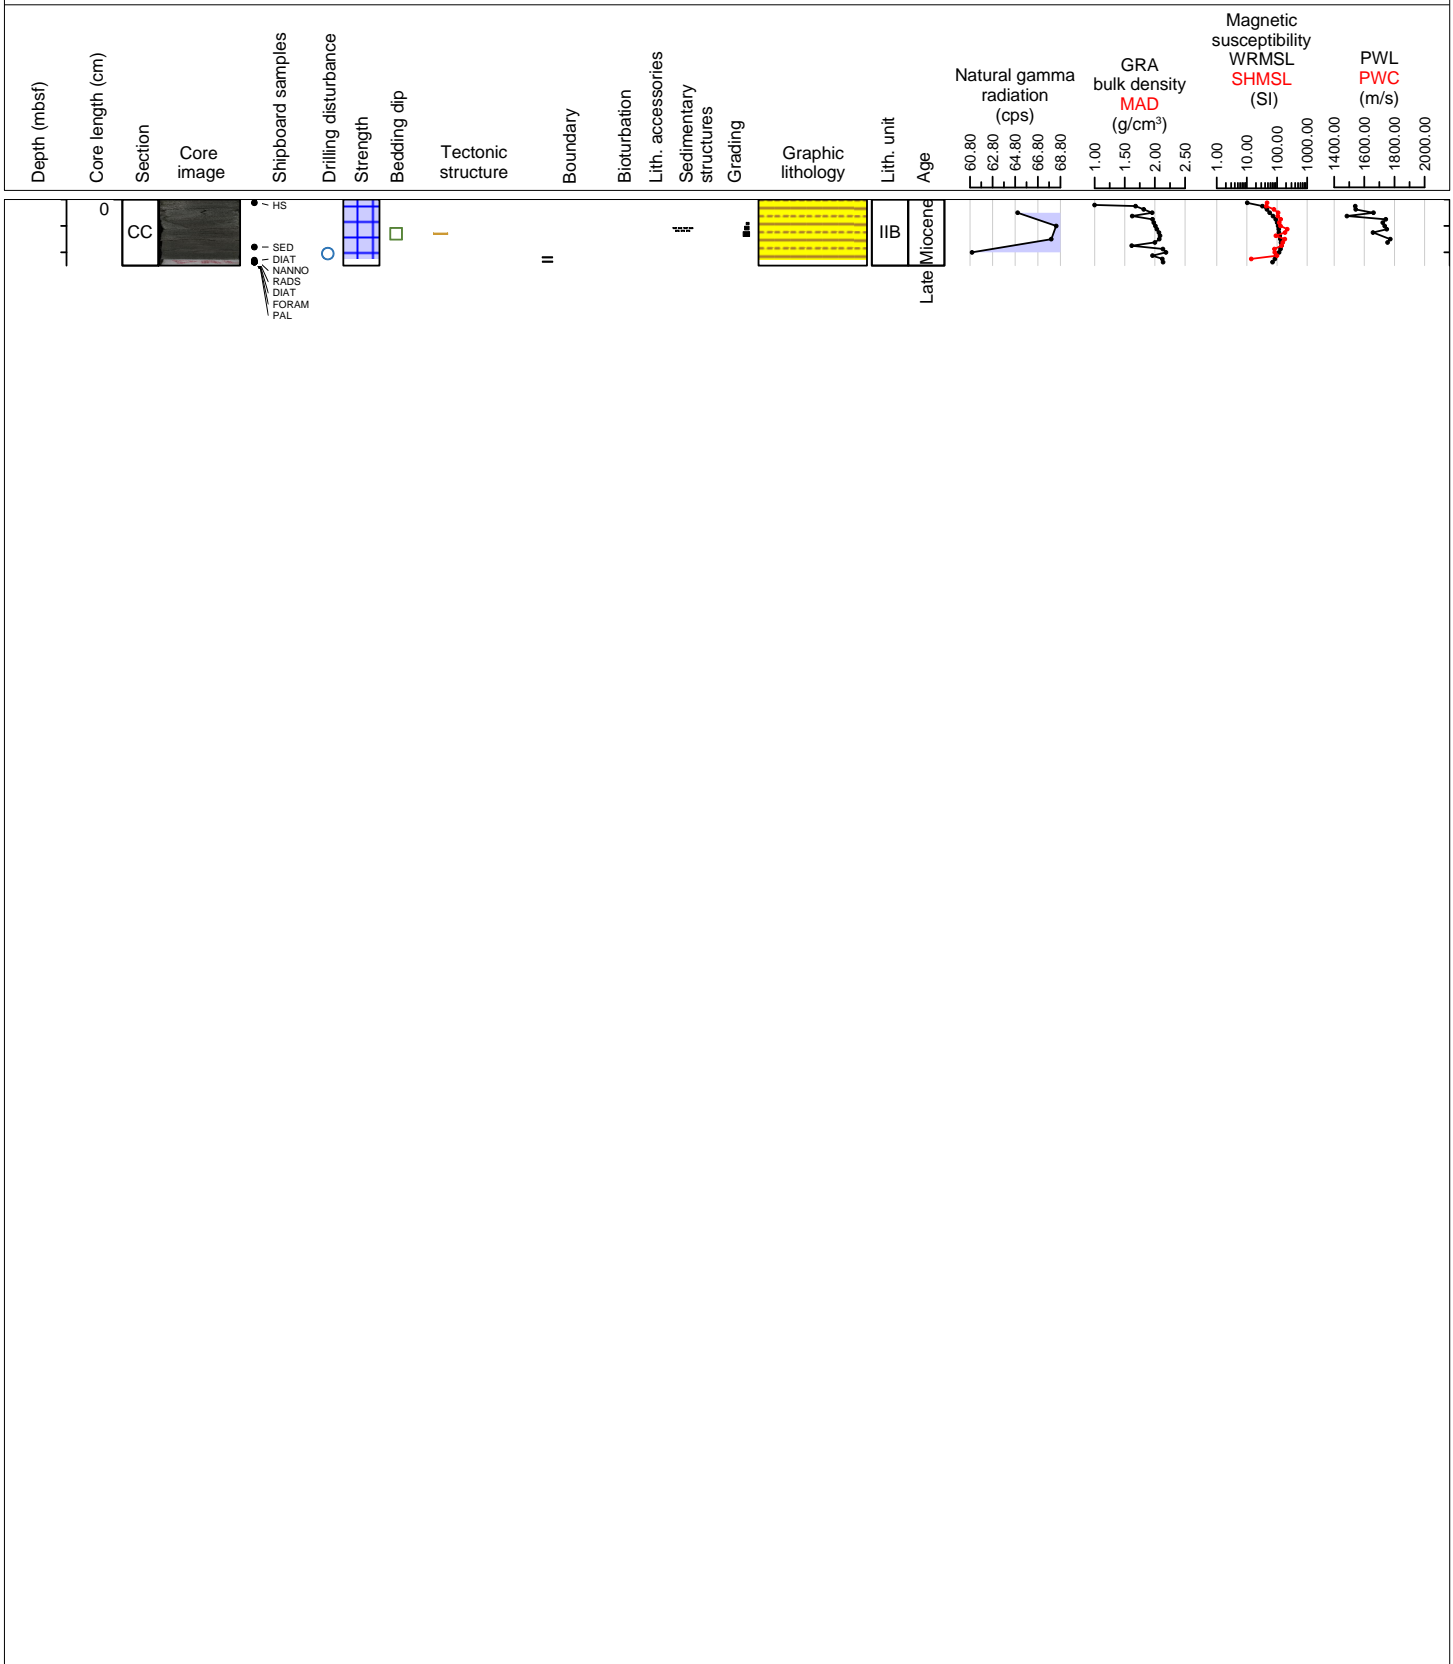 Depth (mbsf)
Core length (cm)
Section
Core
image
Shipboard samples
Drilling disturbance
Strength
Bedding dip
Tectonic
structure
Boundary
Bioturbation
Lith. accessories
Sedimentary
structures
Grading
Graphic
lithology
Lith. unit
Age
Natural gamma
radiation
(cps)
60.80
62.80
64.80
66.80
68.80
GRA
bulk density
MAD
(g/cm³)
1.00
1.50
2.00
2.50
Magnetic
susceptibility
WRMSL
SHMSL
(SI)
1.00
10.00
100.00
1000.00
PWL
PWC
(m/s)
1400.00
1600.00
1800.00
2000.00
0
CC
HS
SED
DIAT
NANNO
RADS
DIAT
FORAM
PAL
IIB
Late Miocene